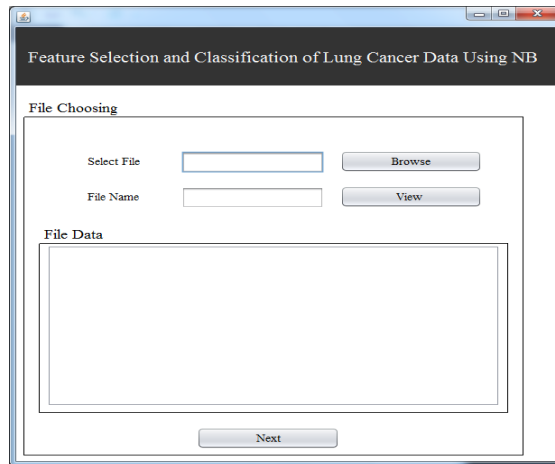 Feature Selection and Classification of Lung Cancer Data Using NB
File Choosing
Select File
Browse
File Name
View
File Data
Next